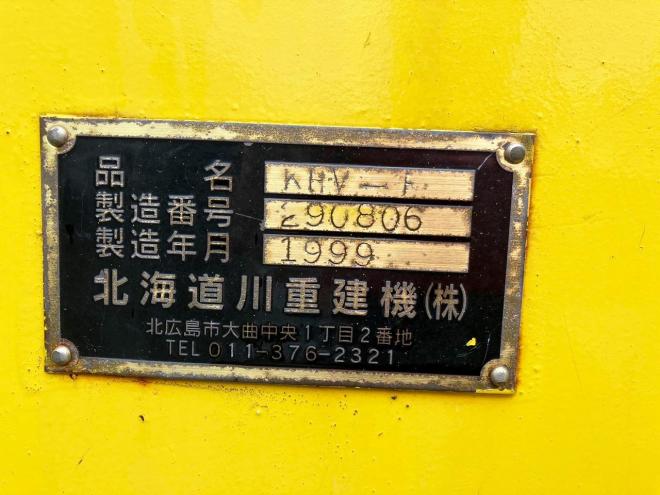 品名 KHV-
製造番号 290806
製造年月 1999
北海道川重建機(株)
北広島市大曲中央1丁目2番地
TEL 011-376-2321